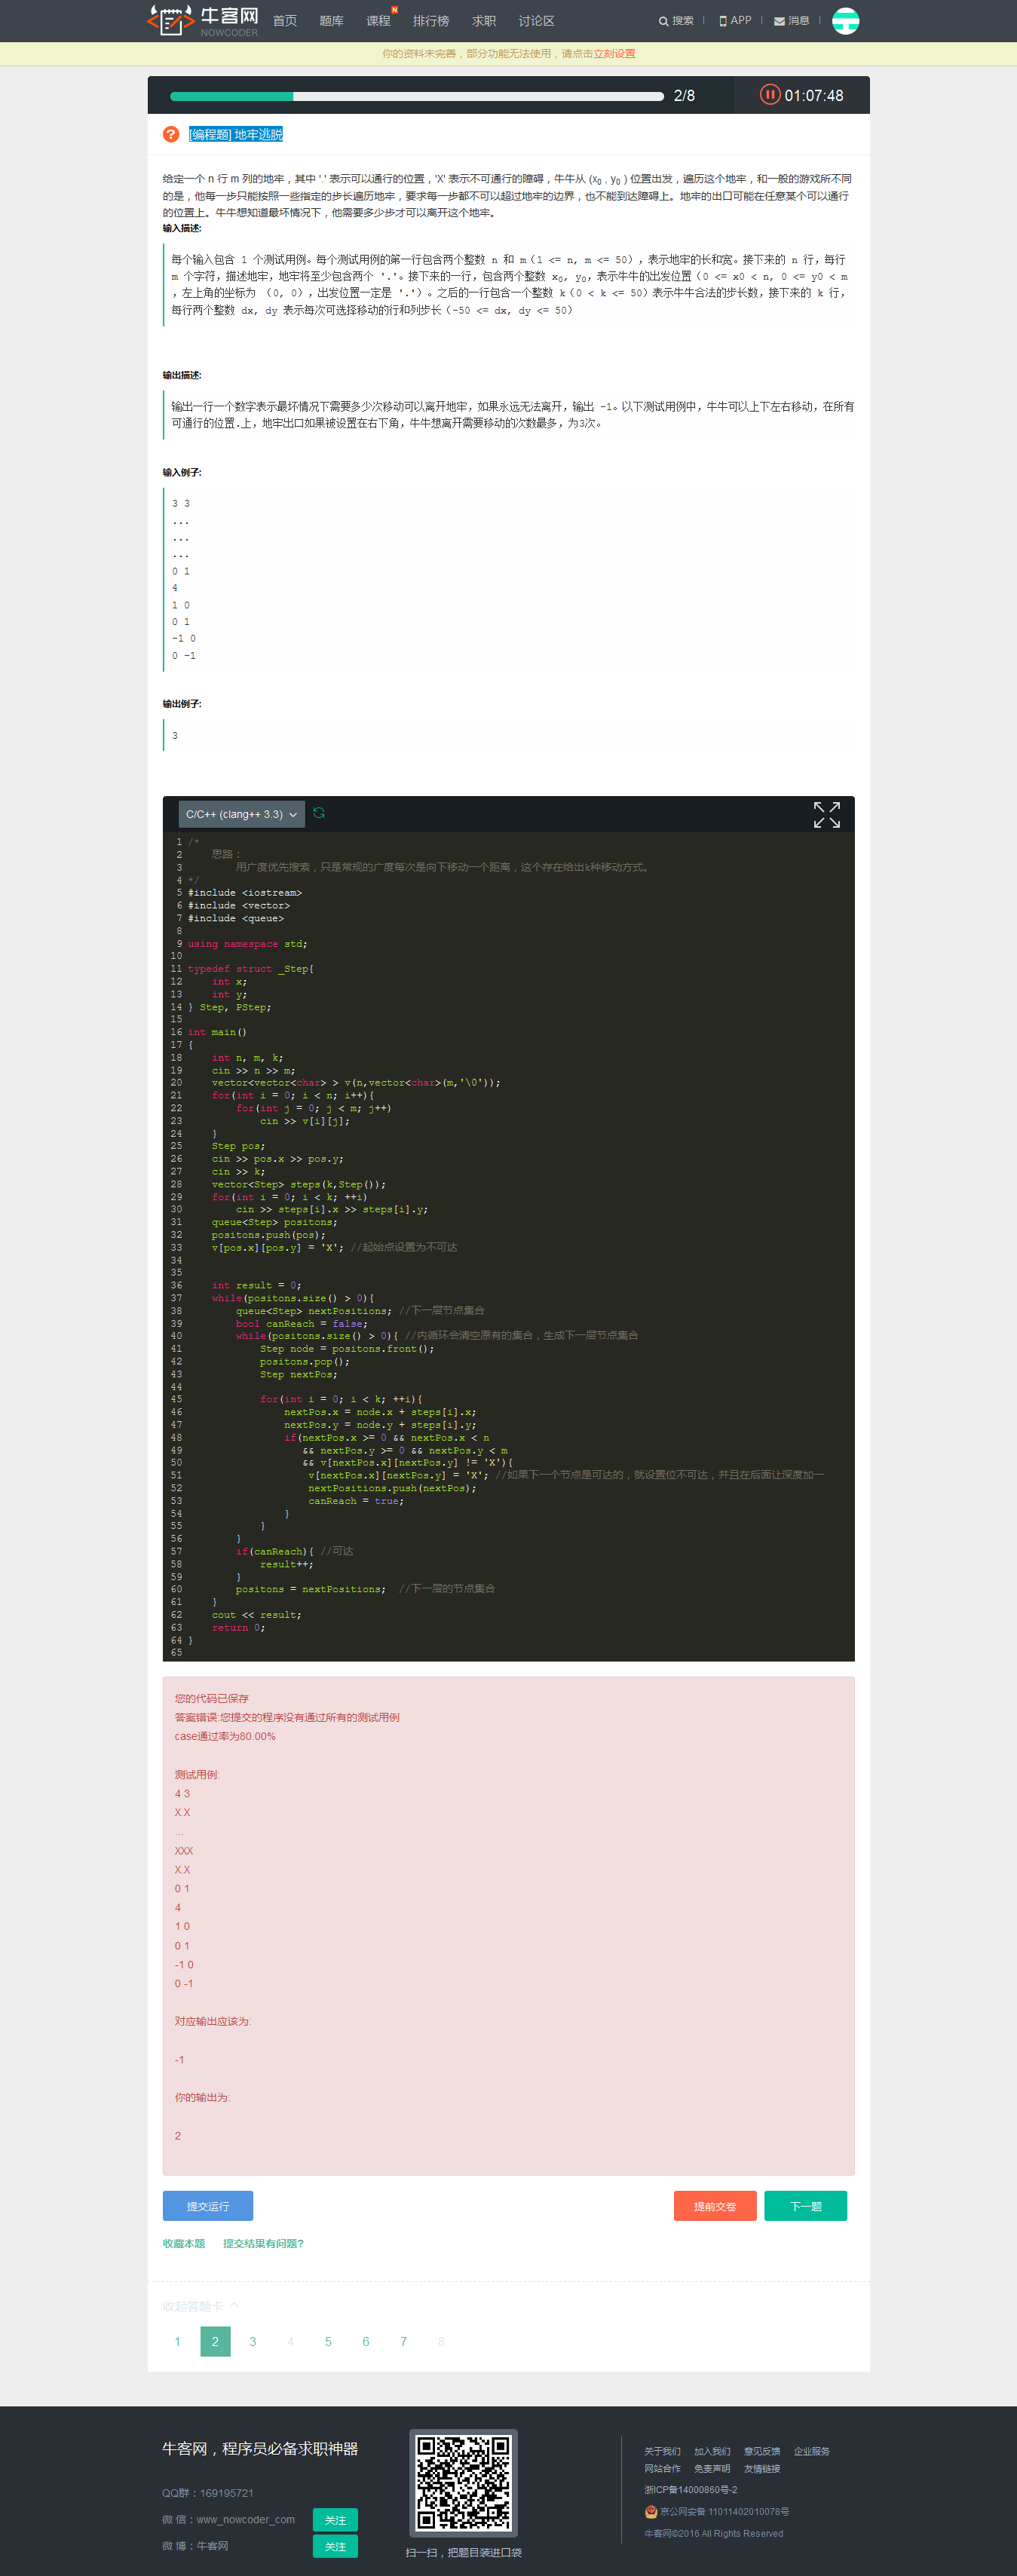 牛客网
NOWCODER
首页 题库 课程 N 排行榜 求职 讨论区 搜索 APP 消息
你的资料未完善，部分功能无法使用，请点击立刻设置
2/8 01:07:48
[编程题] 地牢逃脱
给定一个 n 行 m 列的地牢，其中 '.' 表示可以通行的位置，'X' 表示不可通行的障碍，牛牛从 (x0 , y0 ) 位置出发，遍历这个地牢，和一般的游戏所不同
的是，他每一步只能按照一些指定的步长遍历地牢，要求每一步都不可以超过地牢的边界，也不能到达障碍上。地牢的出口可能在任意某个可以通行
的位置上。牛牛想知道最坏情况下，他需要多少步才可以离开这个地牢。
输入描述:
每个输入包含 1 个测试用例。每个测试用例的第一行包含两个整数 n 和 m（1 <= n, m <= 50），表示地牢的长和宽。接下来的 n 行，每行
m 个字符，描述地牢，地牢将至少包含两个 '.'。接下来的一行，包含两个整数 x0, y0，表示牛牛的出发位置（0 <= x0 < n, 0 <= y0 < m
，左上角的坐标为 （0, 0），出发位置一定是 '.'）。之后的一行包含一个整数 k（0 < k <= 50）表示牛牛合法的步长数，接下来的 k 行，
每行两个整数 dx, dy 表示每次可选择移动的行和列步长（-50 <= dx, dy <= 50）
输出描述:
输出一行一个数字表示最坏情况下需要多少次移动可以离开地牢，如果永远无法离开，输出 -1。以下测试用例中，牛牛可以上下左右移动，在所有
可通行的位置.上，地牢出口如果被设置在右下角，牛牛想离开需要移动的次数最多，为3次。
输入例子:
3 3
...
...
...
0 1
4
1 0
0 1
-1 0
0 -1
输出例子:
3
C/C++ (clang++ 3.3)
1 /*
2 思路：
3 用广度优先搜索，只是常规的广度每次是向下移动一个距离，这个存在给出k种移动方式。
4 */
5 #include <iostream>
6 #include <vector>
7 #include <queue>
8
9 using namespace std;
10
11 typedef struct _Step{
12 int x;
13 int y;
14 } Step, PStep;
15
16 int main()
17 {
18 int n, m, k;
19 cin >> n >> m;
20 vector<vector<char> > v(n,vector<char>(m,'\0'));
21 for(int i = 0; i < n; i++){
22 for(int j = 0; j < m; j++)
23 cin >> v[i][j];
24 }
25 Step pos;
26 cin >> pos.x >> pos.y;
27 cin >> k;
28 vector<Step> steps(k,Step());
29 for(int i = 0; i < k; ++i)
30 cin >> steps[i].x >> steps[i].y;
31 queue<Step> positons;
32 positons.push(pos);
33 v[pos.x][pos.y] = 'X'; //起始点设置为不可达
34
35
36 int result = 0;
37 while(positons.size() > 0){
38 queue<Step> nextPositions; //下一层节点集合
39 bool canReach = false;
40 while(positons.size() > 0){ //内循环会清空原有的集合，生成下一层节点集合
41 Step node = positons.front();
42 positons.pop();
43 Step nextPos;
44
45 for(int i = 0; i < k; ++i){
46 nextPos.x = node.x + steps[i].x;
47 nextPos.y = node.y + steps[i].y;
48 if(nextPos.x >= 0 && nextPos.x < n
49 && nextPos.y >= 0 && nextPos.y < m
50 && v[nextPos.x][nextPos.y] != 'X'){
51 v[nextPos.x][nextPos.y] = 'X'; //如果下一个节点是可达的，就设置位不可达，并且在后面让深度加一
52 nextPositions.push(nextPos);
53 canReach = true;
54 }
55 }
56 }
57 if(canReach){ //可达
58 result++;
59 }
60 positons = nextPositions; //下一层的节点集合
61 }
62 cout << result;
63 return 0;
64 }
65
您的代码已保存
答案错误:您提交的程序没有通过所有的测试用例
case通过率为80.00%
测试用例:
4 3
X.X
...
XXX
X.X
0 1
4
1 0
0 1
-1 0
0 -1
对应输出应该为:
-1
你的输出为:
2
提交运行 提前交卷 下一题
收藏本题 提交结果有问题?
收起答题卡
1 2 3 4 5 6 7 8
牛客网，程序员必备求职神器
QQ群：169195721
微 信：www_nowcoder_com 关注
微 博：牛客网 关注
扫一扫，把题目装进口袋
关于我们 加入我们 意见反馈 企业服务
网站合作 免责声明 友情链接
浙ICP备14000860号-2
京公网安备 11011402010078号
牛客网©2016 All Rights Reserved